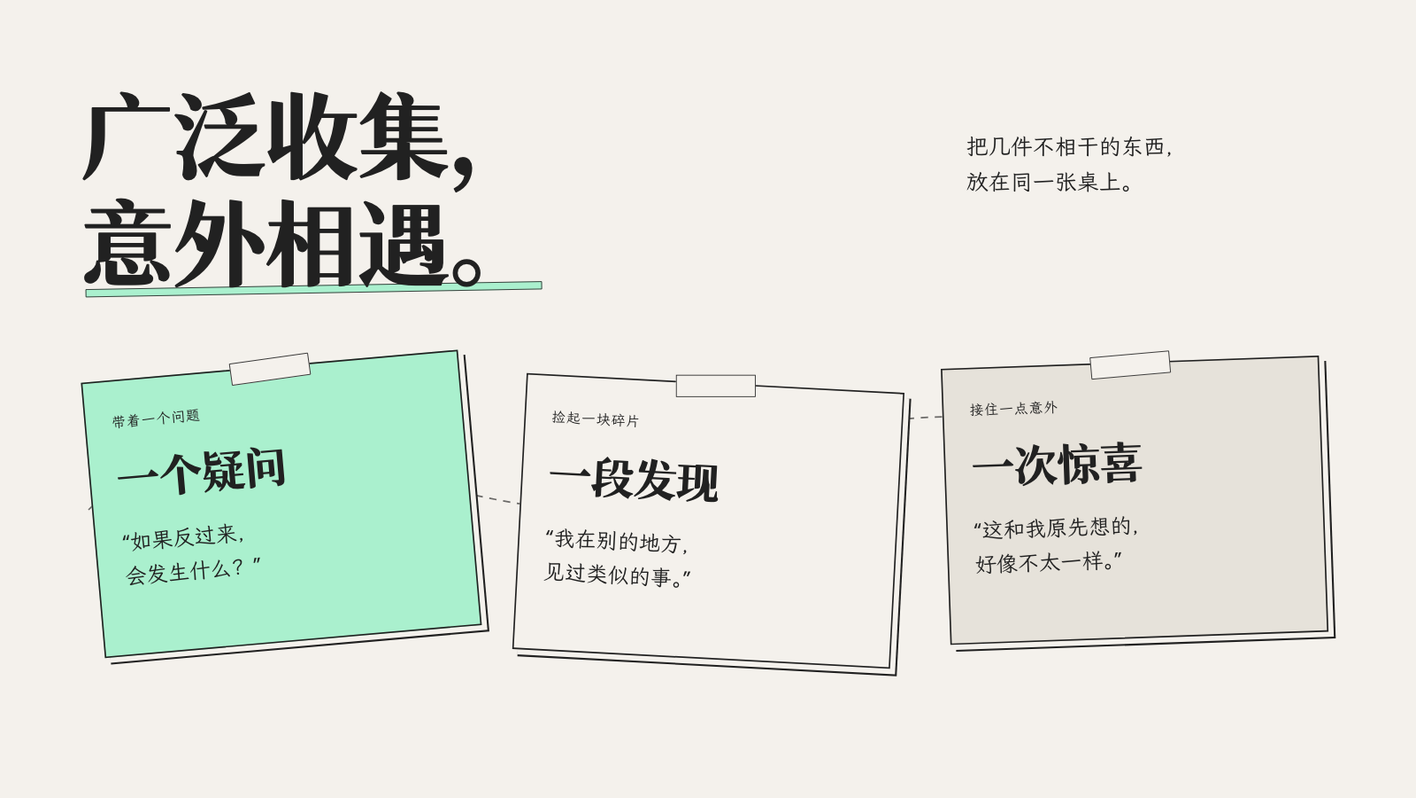 广泛收集，
意外相遇。
把几件不相干的东西，
放在同一张桌上。
带着一个问题
一个疑问
“如果反过来，
会发生什么？”
捡起一块碎片
一段发现
“我在别的地方，
见过类似的事。”
接住一点意外
一次惊喜
“这和我原先想的，
好像不太一样。”